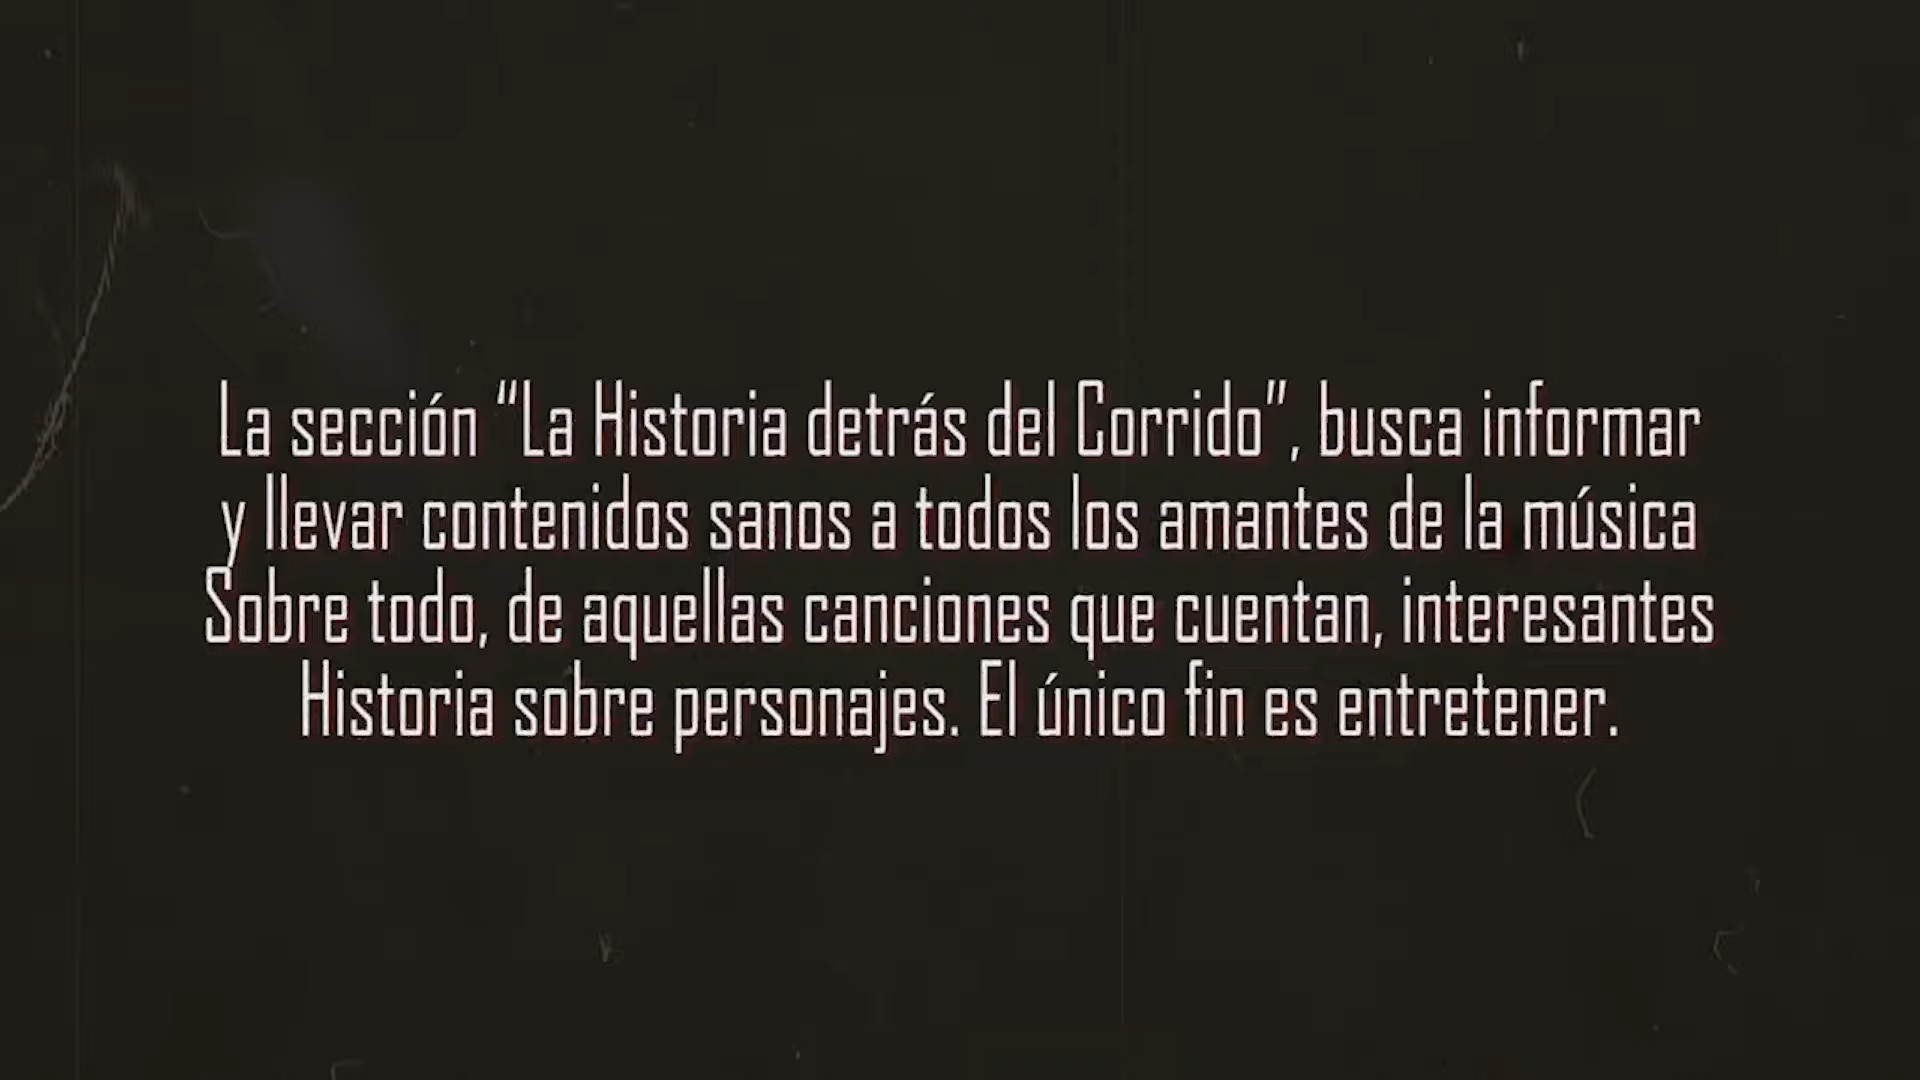 La sección “La Historia detrás del Corrido”, busca informar
y llevar contenidos sanos a todos los amantes de la música
Sobre todo, de aquellas canciones que cuentan, interesantes
Historia sobre personajes. El único fin es entretener.